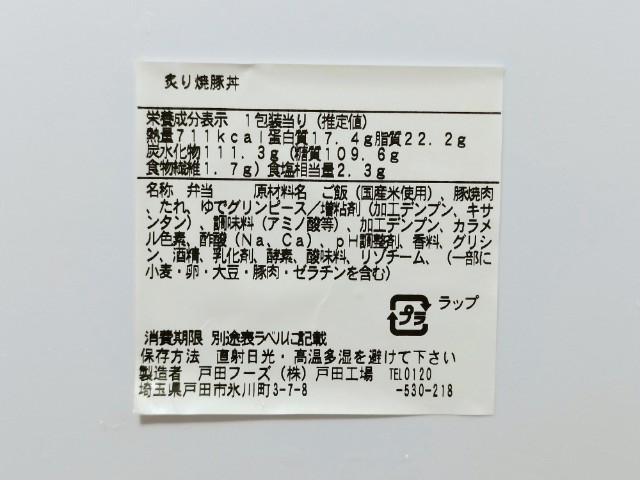 炙り焼豚丼
栄養成分表示　1包装当り（推定値）
熱量711kcal蛋白質17.4g脂質22.2g
炭水化物111.3g（糖質109.6g
食物繊維1.7g）食塩相当量2.3g
名称　弁当　　原材料名　ご飯（国産米使用）　豚焼肉
、たれ、ゆでグリンピース／増粘剤（加工デンプン、キサ
ンタン）、調味料（アミノ酸等）、加工デンプン、カラメ
ル色素、酢酸（Na、Ca）、pH調整剤、香料、グリシ
ン、酒精、乳化剤、酵素、酸味料、リゾチーム、（一部に
小麦・卵・大豆・豚肉・ゼラチンを含む）
プラ　ラップ
消費期限　別途表ラベルに記載
保存方法　直射日光・高温多湿を避けて下さい
製造者　戸田フーズ（株）戸田工場　TEL0120
埼玉県戸田市氷川町3-7-8　-530-218